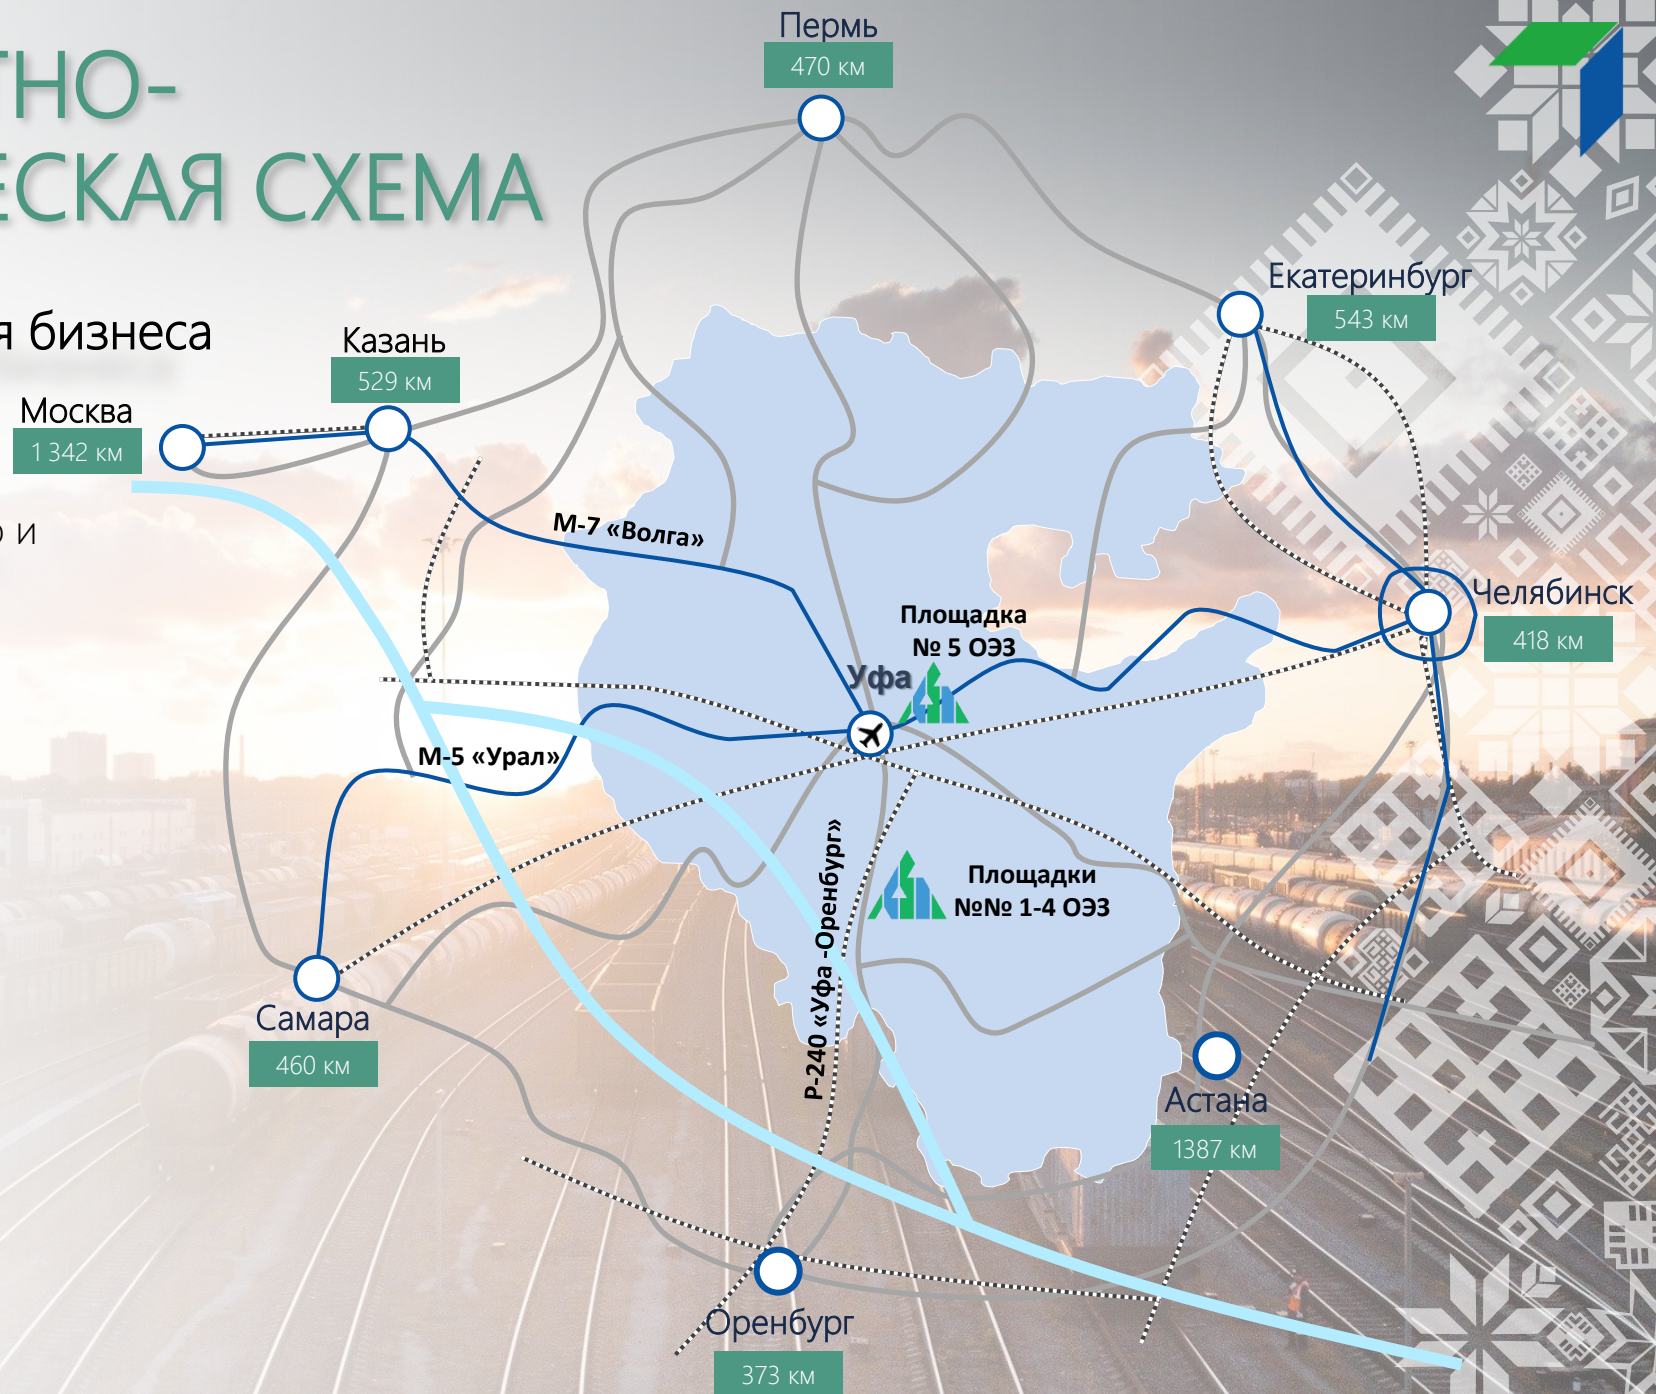 ТНО-
ЕСКАЯ СХЕМА
я бизнеса
о и
Пермь
470 км
Екатеринбург
543 км
Казань
529 км
Москва
1 342 км
М-7 «Волга»
Челябинск
418 км
Площадка
№ 5 ОЭЗ
Уфа
М-5 «Урал»
Площадки
№№ 1-4 ОЭЗ
Р-240 «Уфа -Оренбург»
Самара
460 км
Астана
1387 км
Оренбург
373 км